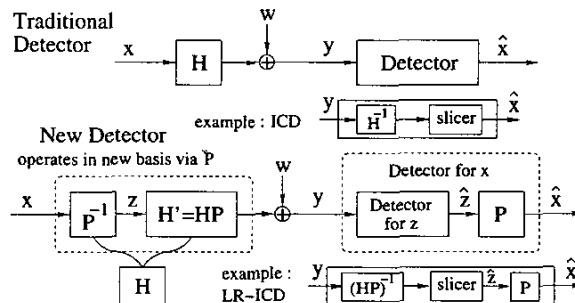 Traditional
Detector
x
H
w
y
Detector
x̂
example : ICD
y
H⁻¹
slicer
x̂
New Detector
operates in new basis via P
x
P⁻¹
z
H'=HP
w
y
Detector for x
Detector
for z
ẑ
P
x̂
H
example :
LR-ICD
y
(HP)⁻¹
slicer
ẑ
P
x̂